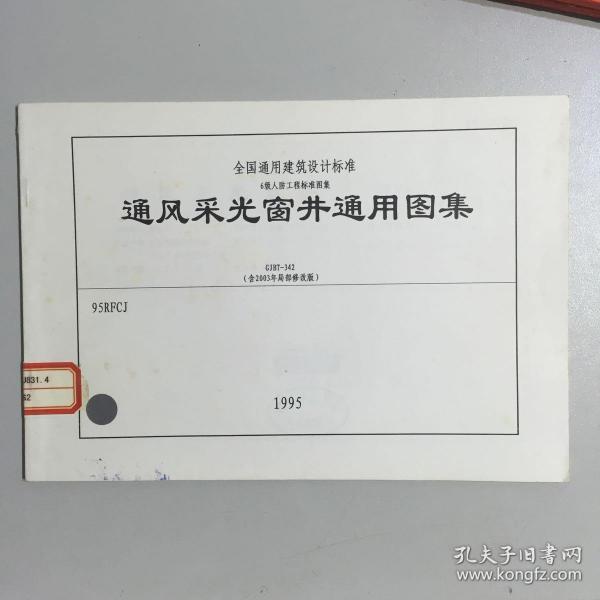 全国通用建筑设计标准
6级人防工程标准图集
通风采光窗井通用图集
GJBT-342
(含2003年局部修改版)
95RFCJ
J831.4
S2
1995
孔夫子旧书网
www.kongfz.com